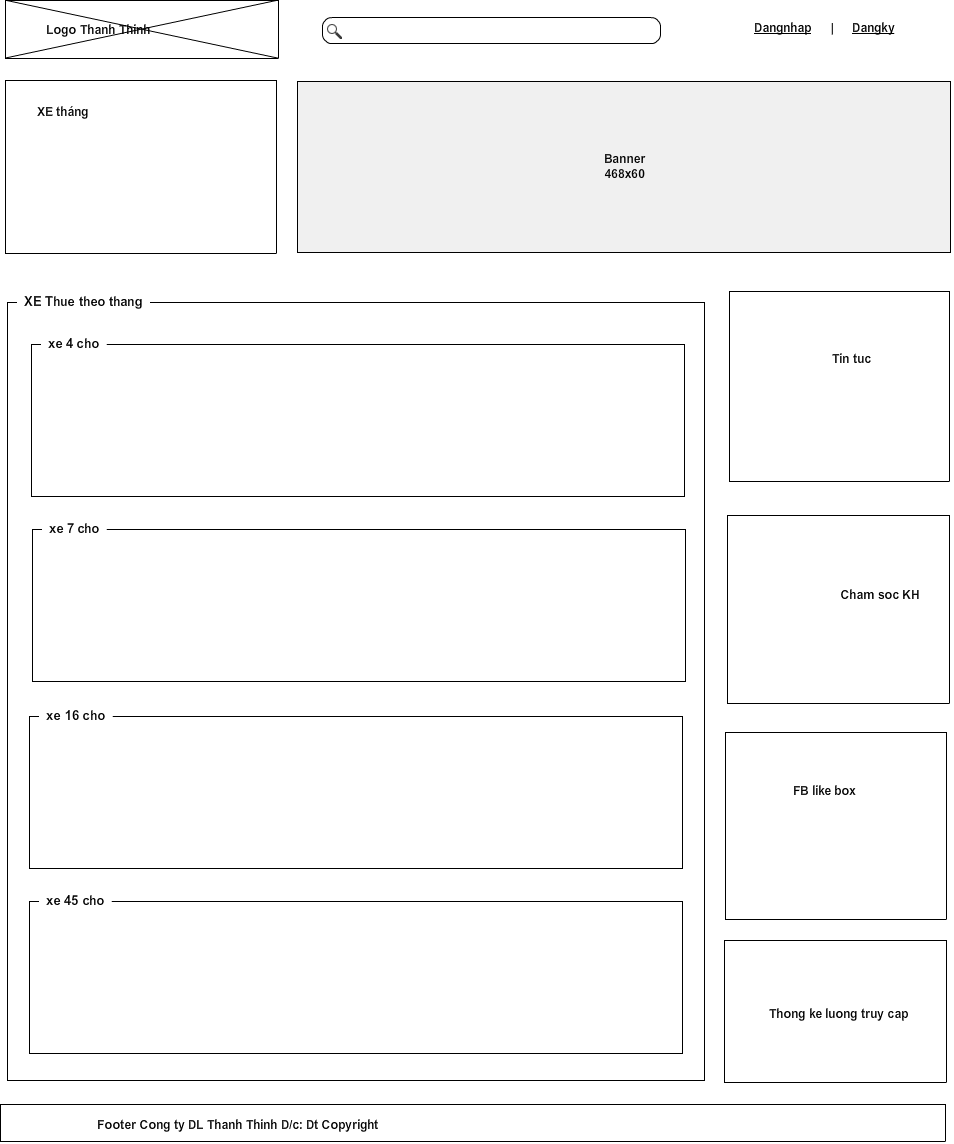 Logo Thanh Thinh
Dangnhap | Dangky
XE tháng
Banner
468x60
XE Thue theo thang
xe 4 cho
xe 7 cho
xe 16 cho
xe 45 cho
Tin tuc
Cham soc KH
FB like box
Thong ke luong truy cap
Footer Cong ty DL Thanh Thinh D/c: Dt Copyright